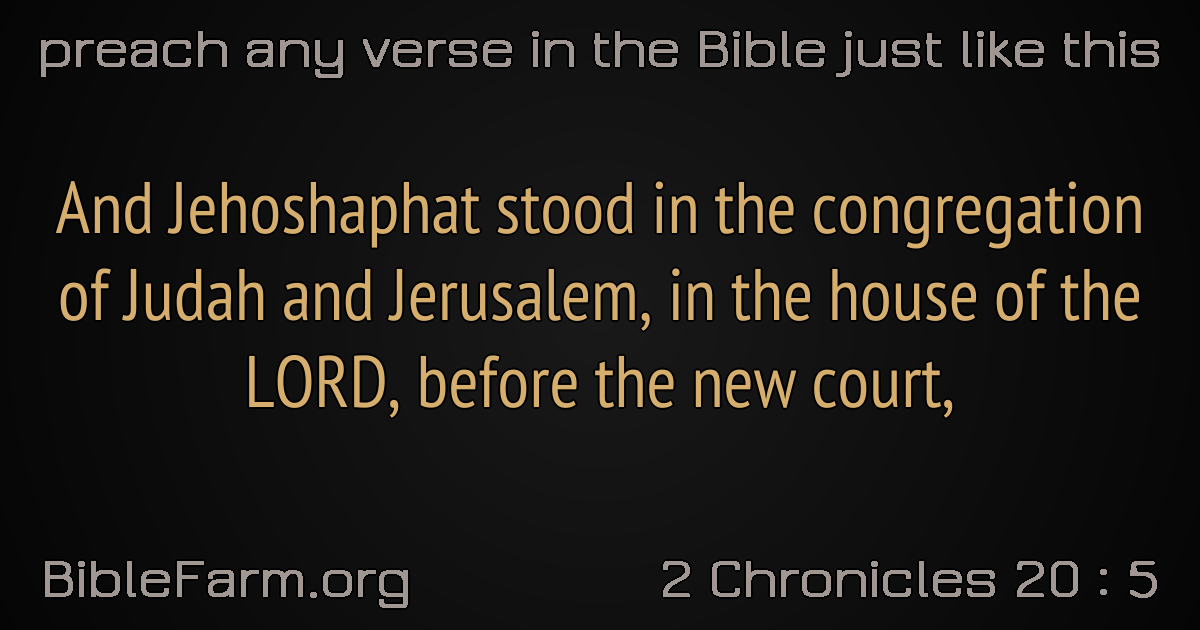 preach any verse in the Bible just like this
And Jehoshaphat stood in the congregation
of Judah and Jerusalem, in the house of the
LORD, before the new court,
BibleFarm.org
2 Chronicles 20 : 5